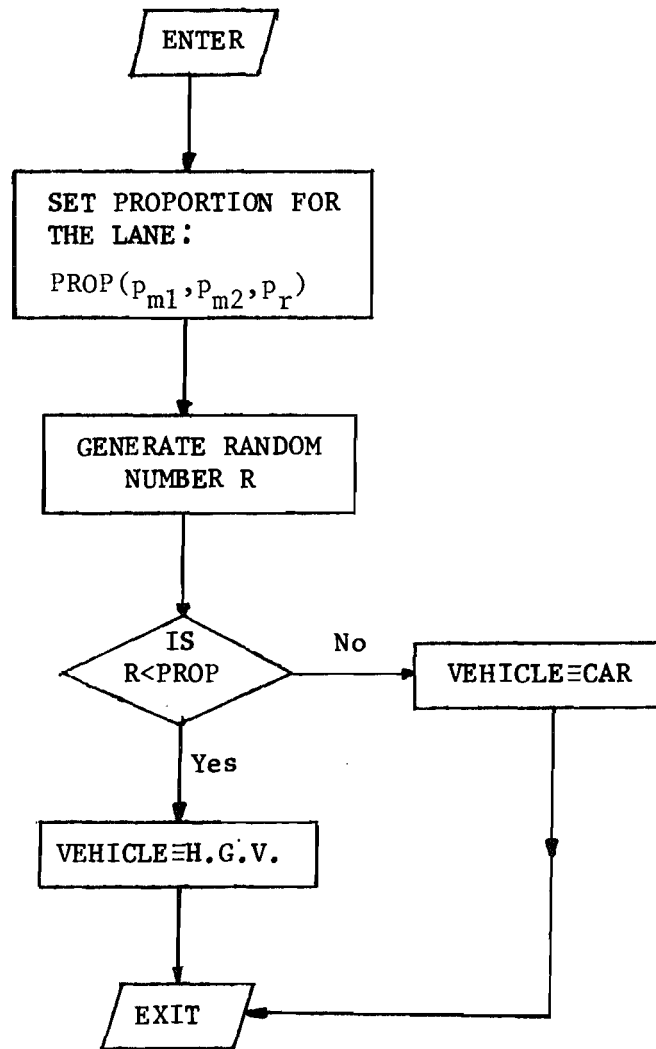 ENTER
SET PROPORTION FOR
THE LANE:
PROP(p_m1,p_m2,p_r)
GENERATE RANDOM
NUMBER R
IS
R<PROP
No
VEHICLE≡CAR
Yes
VEHICLE≡H.G.V.
EXIT